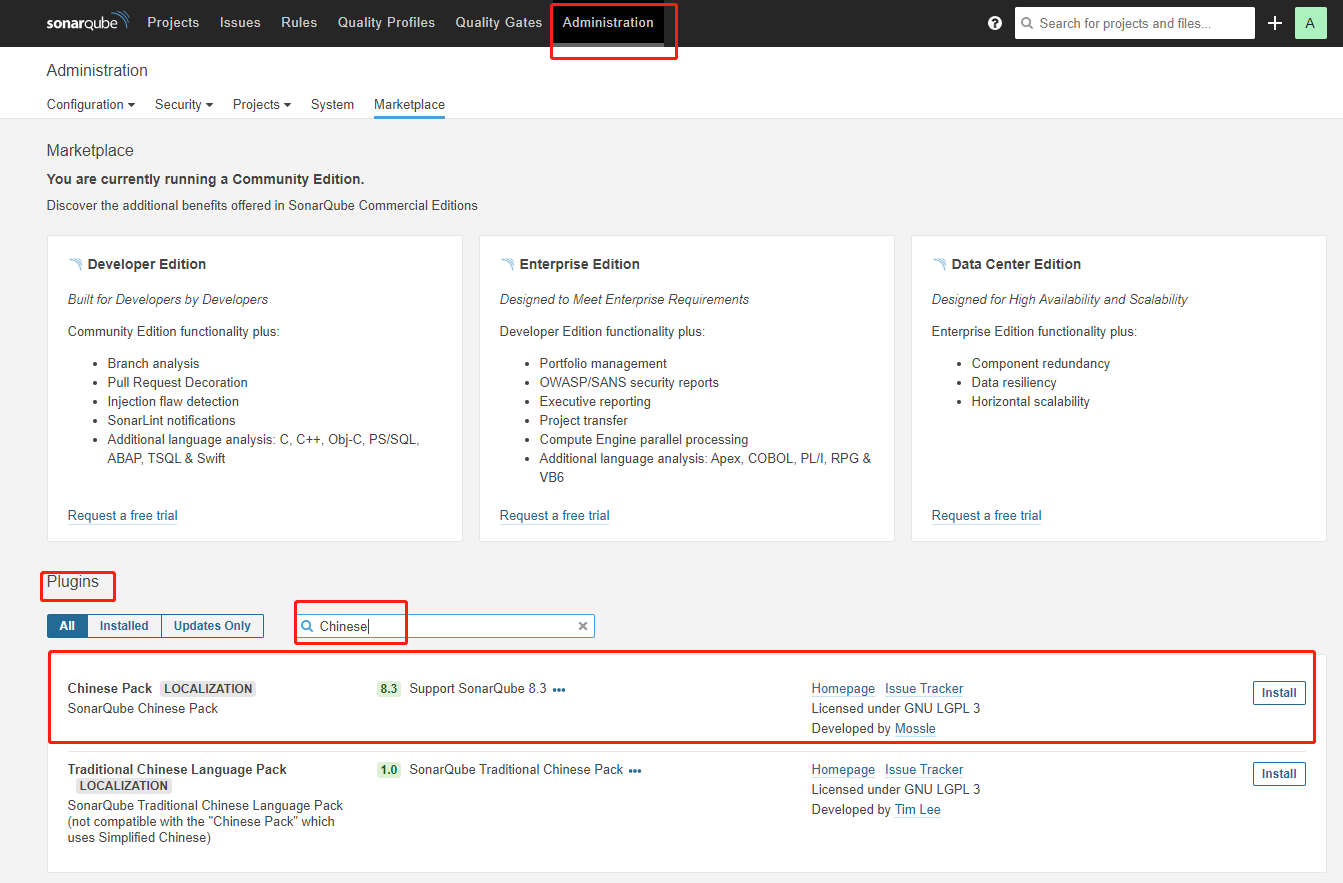 sonarqube Projects Issues Rules Quality Profiles Quality Gates Administration Search for projects and files... A
Administration
Configuration Security Projects System Marketplace
Marketplace
You are currently running a Community Edition.
Discover the additional benefits offered in SonarQube Commercial Editions
Developer Edition
Built for Developers by Developers
Community Edition functionality plus:
Branch analysis
Pull Request Decoration
Injection flaw detection
SonarLint notifications
Additional language analysis: C, C++, Obj-C, PS/SQL,
ABAP, TSQL & Swift
Request a free trial
Enterprise Edition
Designed to Meet Enterprise Requirements
Developer Edition functionality plus:
Portfolio management
OWASP/SANS security reports
Executive reporting
Project transfer
Compute Engine parallel processing
Additional language analysis: Apex, COBOL, PL/I, RPG &
VB6
Request a free trial
Data Center Edition
Designed for High Availability and Scalability
Enterprise Edition functionality plus:
Component redundancy
Data resiliency
Horizontal scalability
Request a free trial
Plugins
All Installed Updates Only Chinese
Chinese Pack LOCALIZATION
SonarQube Chinese Pack
8.3 Support SonarQube 8.3
Homepage Issue Tracker
Licensed under GNU LGPL 3
Developed by Mossle
Install
Traditional Chinese Language Pack
LOCALIZATION
SonarQube Traditional Chinese Language Pack
(not compatible with the "Chinese Pack" which
uses Simplified Chinese)
1.0 SonarQube Traditional Chinese Pack
Homepage Issue Tracker
Licensed under GNU LGPL 3
Developed by Tim Lee
Install